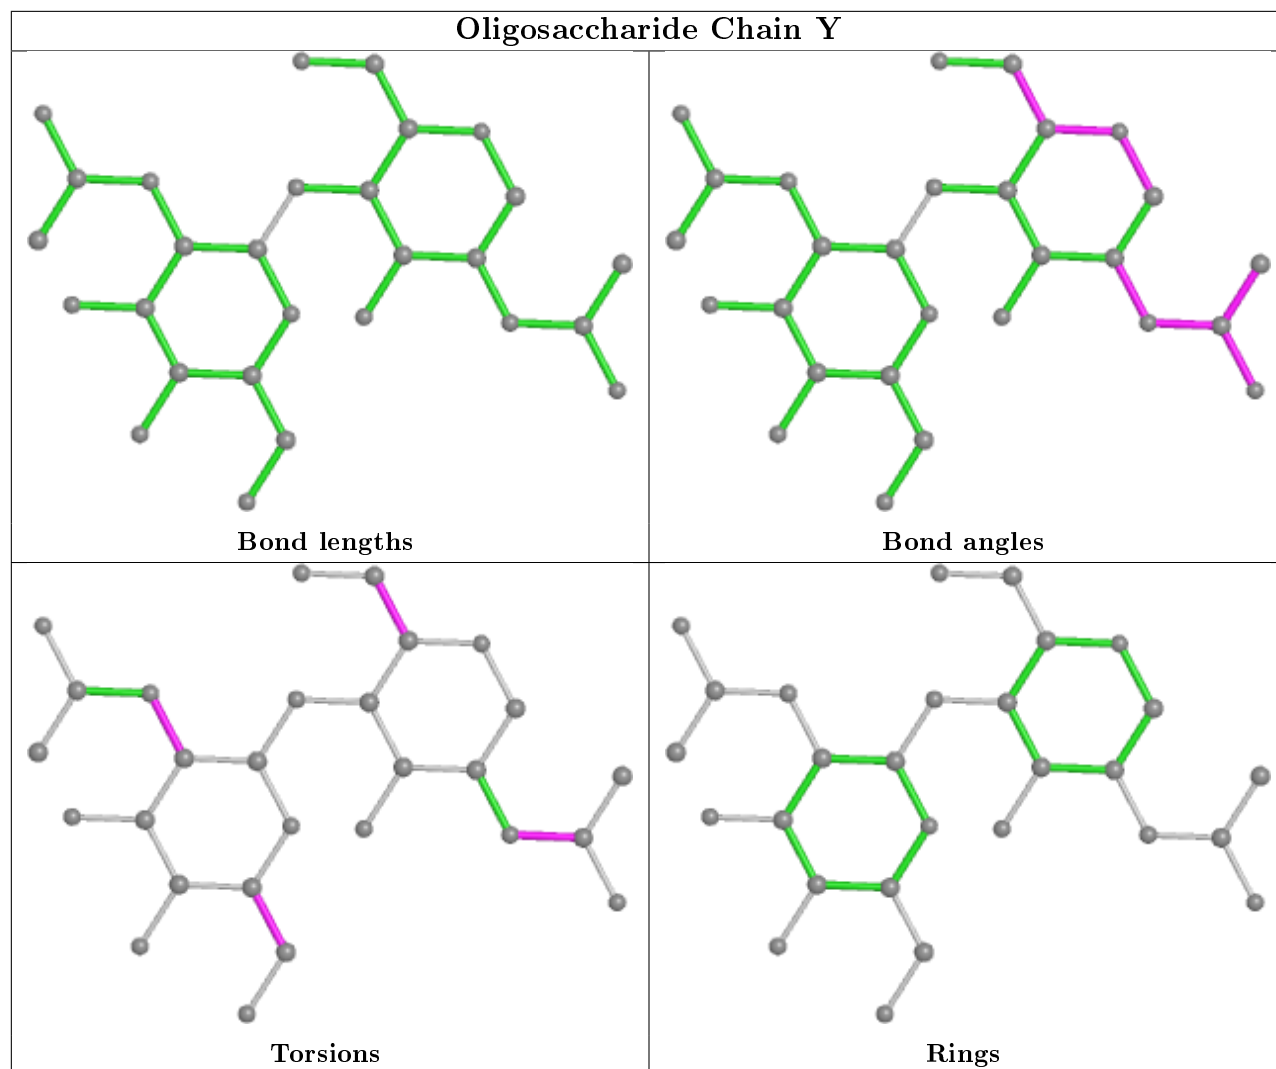 Oligosaccharide Chain Y
Bond lengths
Bond angles
Torsions
Rings